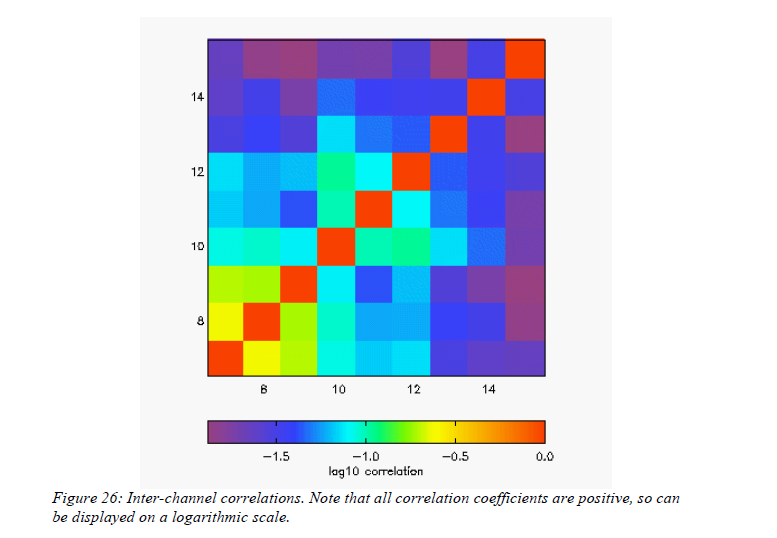 14
12
10
8
8 10 12 14
−1.5 −1.0 −0.5 0.0
log10 correlation
Figure 26: Inter-channel correlations. Note that all correlation coefficients are positive, so can
be displayed on a logarithmic scale.